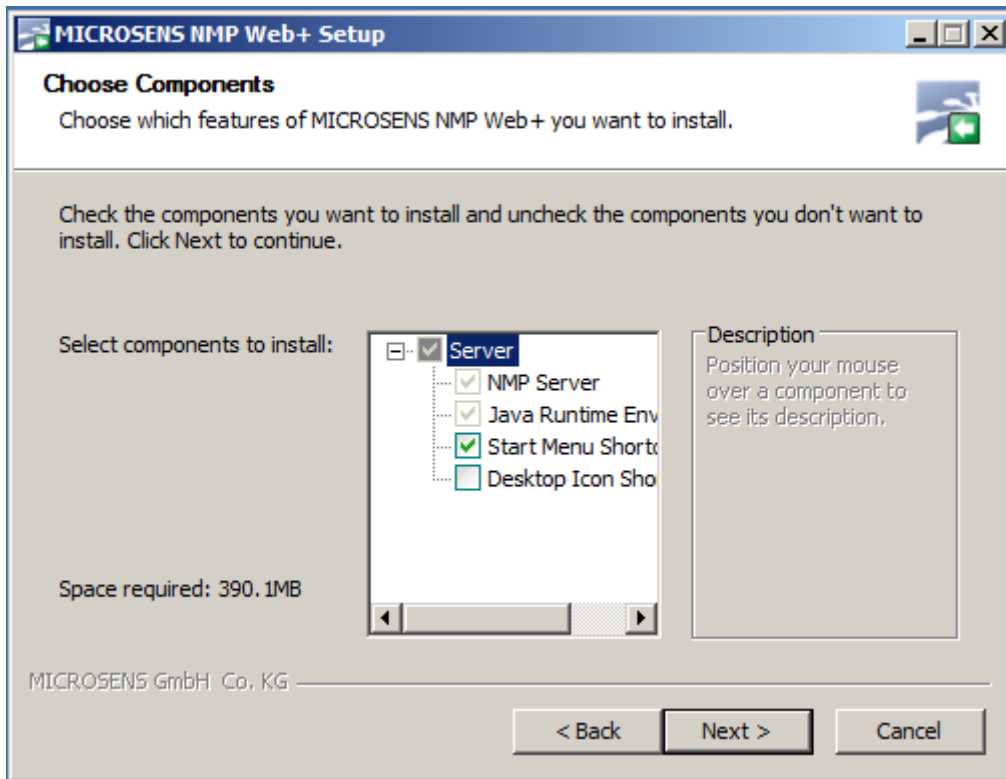 MICROSENS NMP Web+ Setup
Choose Components
Choose which features of MICROSENS NMP Web+ you want to install.
Check the components you want to install and uncheck the components you don't want to
install. Click Next to continue.
Select components to install:
Server
NMP Server
Java Runtime Env
Start Menu Shortc
Desktop Icon Sho
Description
Position your mouse
over a component to
see its description.
Space required: 390.1MB
MICROSENS GmbH  Co. KG
< Back
Next >
Cancel